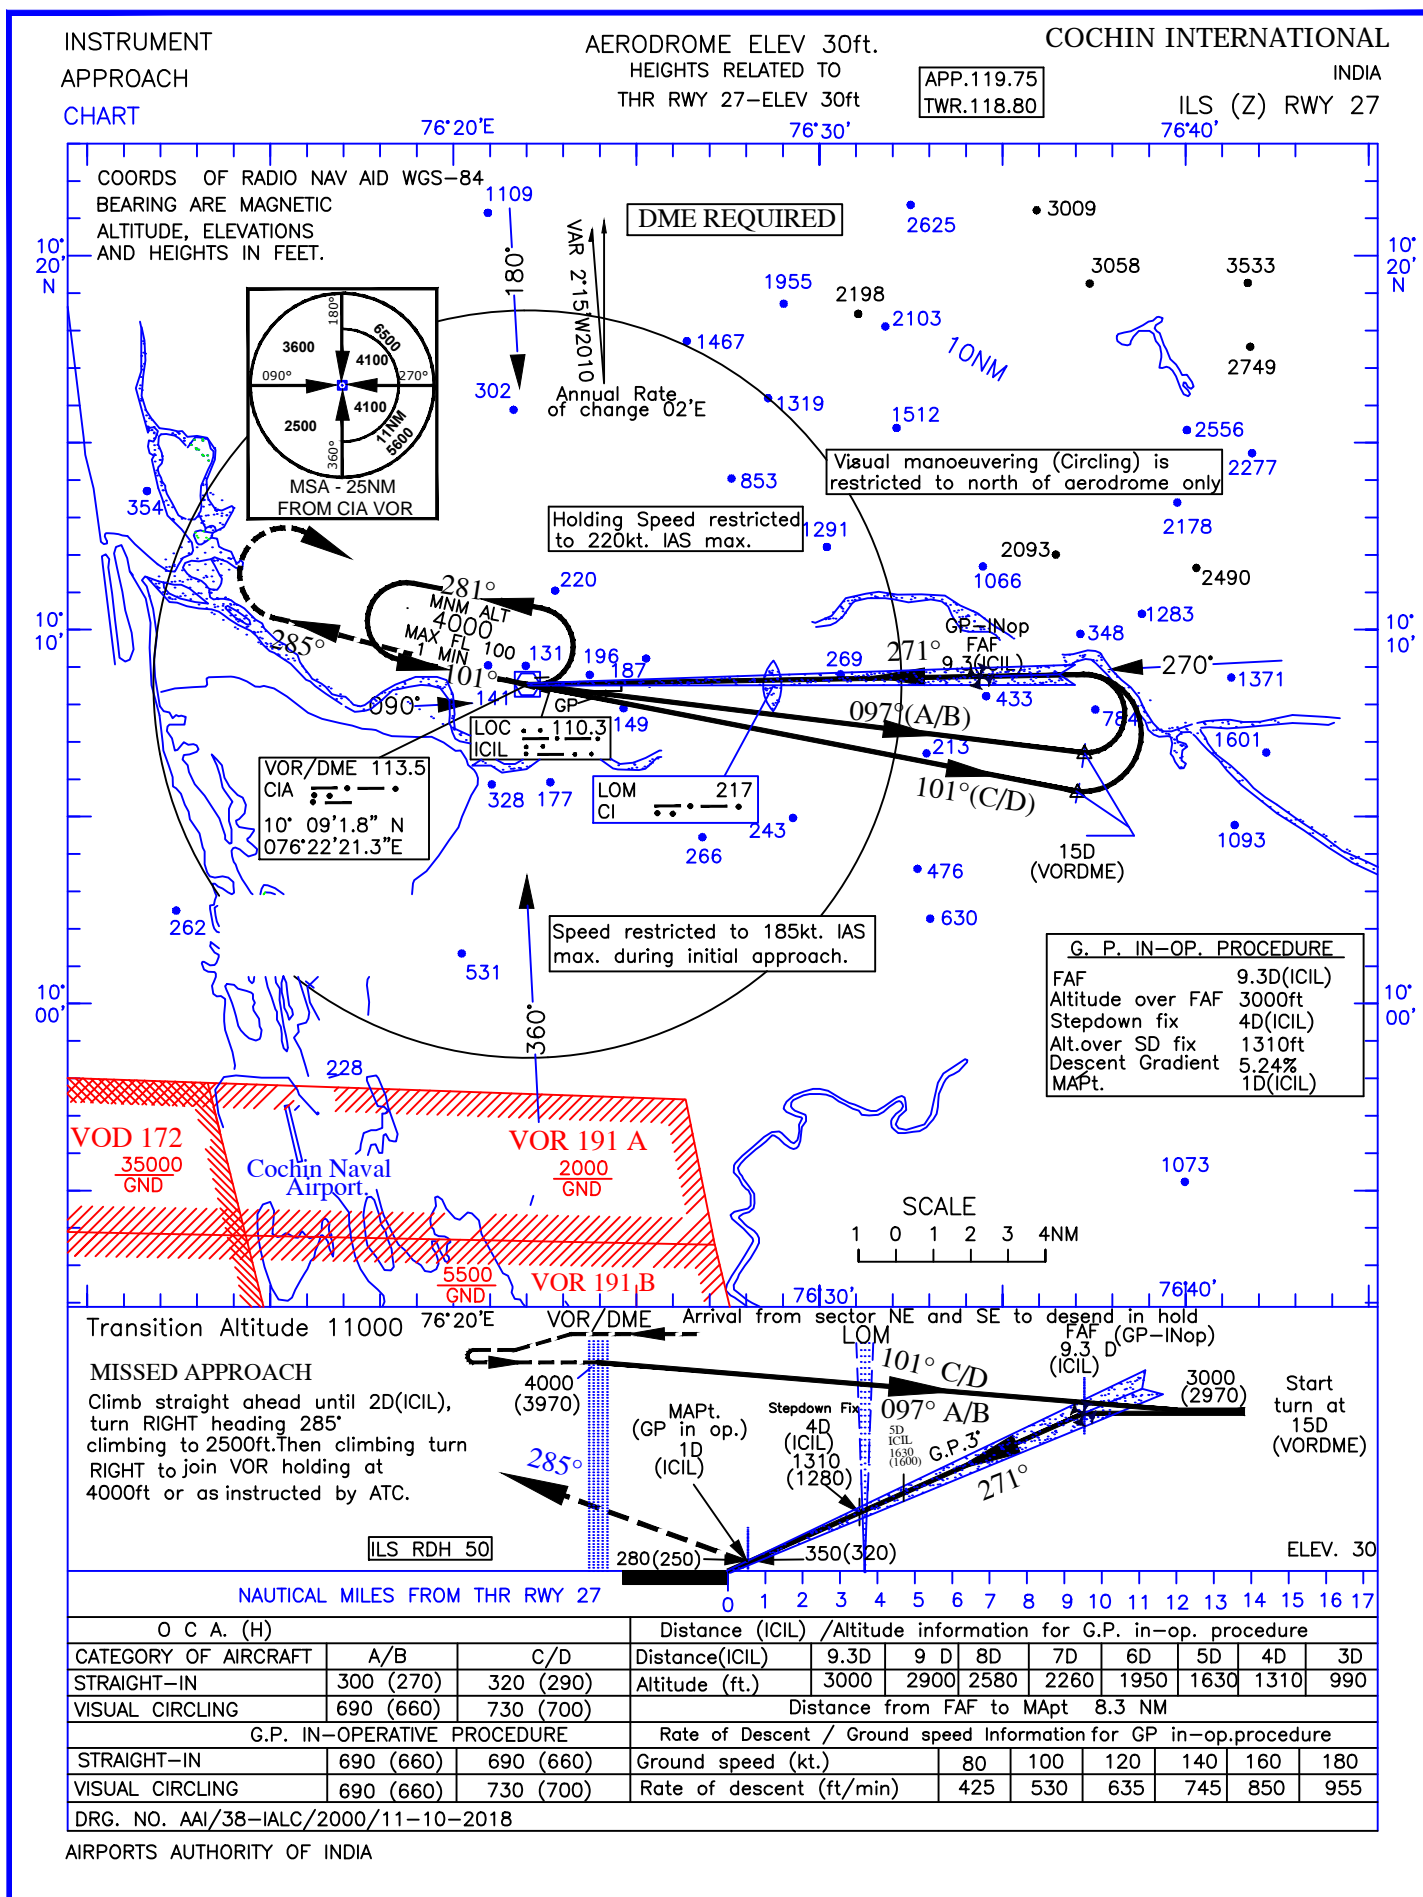 INSTRUMENT
APPROACH
CHART
AERODROME ELEV 30ft.
HEIGHTS RELATED TO
THR RWY 27-ELEV 30ft
APP.119.75
TWR.118.80
COCHIN INTERNATIONAL
INDIA
ILS (Z) RWY 27
76°20'E
76°30'
76°40'
COORDS OF RADIO NAV AID WGS-84
BEARING ARE MAGNETIC
ALTITUDE, ELEVATIONS
AND HEIGHTS IN FEET.
10°
20'
N
10°
20'
N
1109
180°
VAR 2°15'W2010
Annual Rate
of change 02'E
DME REQUIRED
2625
3009
3058
3533
1955
2198
2103
2749
1467
10NM
302
1319
1512
2556
2277
3600
6500
4100
4100
2500
11NM
5600
180°
090°
270°
360°
MSA - 25NM
FROM CIA VOR
354
853
Visual manoeuvering (Circling) is
restricted to north of aerodrome only
2178
Holding Speed restricted
to 220kt. IAS max.
1291
2093
1066
2490
220
1283
10°
10'
10°
10'
281°
MNM ALT
4000
MAX FL 100
1 MIN
101°
285°
348
GP-INop
FAF
9.3(ICIL)
271°
270°
131
196
187
269
1371
433
141
090°
GP
149
097°(A/B)
784
LOC 110.3
ICIL
213
1601
VOR/DME 113.5
CIA
10° 09'1.8" N
076°22'21.3"E
328
177
LOM 217
CI
101°(C/D)
243
266
1093
15D
(VORDME)
476
262
630
Speed restricted to 185kt. IAS
max. during initial approach.
531
G. P. IN-OP. PROCEDURE
FAF 9.3D(ICIL)
Altitude over FAF 3000ft
Stepdown fix 4D(ICIL)
Alt.over SD fix 1310ft
Descent Gradient 5.24%
MAPt. 1D(ICIL)
10°
00'
10°
00'
360°
228
VOD 172
35000
GND
VOR 191 A
2000
GND
Cochin Naval
Airport.
1073
SCALE
1 0 1 2 3 4NM
5500
GND
VOR 191 B
76°20'E
76°30'
76°40'
Transition Altitude 11000
VOR/DME
Arrival from sector NE and SE to desend in hold
LOM
FAF (GP-INop)
9.3 D
(ICIL)
MISSED APPROACH
Climb straight ahead until 2D(ICIL),
turn RIGHT heading 285°
climbing to 2500ft.Then climbing turn
RIGHT to join VOR holding at
4000ft or as instructed by ATC.
4000
(3970)
101° C/D
097° A/B
3000
(2970)
Start
turn at
15D
(VORDME)
MAPt.
(GP in op.)
1D
(ICIL)
Stepdown Fix
4D
(ICIL)
1310
(1280)
5D
ICIL
1630
(1600)
G.P.3°
271°
285°
ILS RDH 50
280(250)
350(320)
ELEV. 30
NAUTICAL MILES FROM THR RWY 27
0 1 2 3 4 5 6 7 8 9 10 11 12 13 14 15 16 17
O C A. (H)
Distance (ICIL) /Altitude information for G.P. in-op. procedure
CATEGORY OF AIRCRAFT A/B C/D
Distance(ICIL) 9.3D 9 D 8D 7D 6D 5D 4D 3D
STRAIGHT-IN 300 (270) 320 (290)
Altitude (ft.) 3000 2900 2580 2260 1950 1630 1310 990
VISUAL CIRCLING 690 (660) 730 (700)
Distance from FAF to MApt 8.3 NM
G.P. IN-OPERATIVE PROCEDURE
Rate of Descent / Ground speed Information for GP in-op.procedure
STRAIGHT-IN 690 (660) 690 (660)
Ground speed (kt.) 80 100 120 140 160 180
VISUAL CIRCLING 690 (660) 730 (700)
Rate of descent (ft/min) 425 530 635 745 850 955
DRG. NO. AAI/38-IALC/2000/11-10-2018
AIRPORTS AUTHORITY OF INDIA